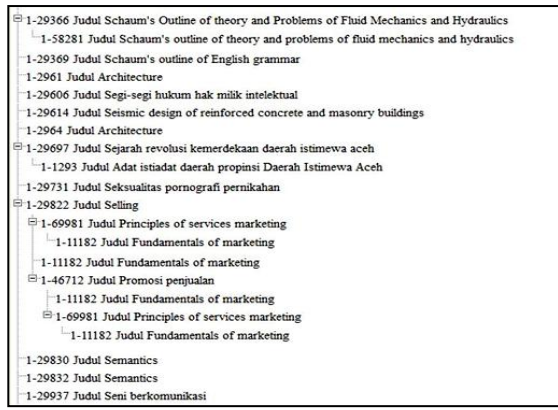 1-29366 Judul Schaum's Outline of theory and Problems of Fluid Mechanics and Hydraulics
1-58281 Judul Schaum's outline of theory and problems of fluid mechanics and hydraulics
1-29369 Judul Schaum's outline of English grammar
1-2961 Judul Architecture
1-29606 Judul Segi-segi hukum hak milik intelektual
1-29614 Judul Seismic design of reinforced concrete and masonry buildings
1-2964 Judul Architecture
1-29697 Judul Sejarah revolusi kemerdekaan daerah istimewa aceh
1-1293 Judul Adat istiadat daerah propinsi Daerah Istimewa Aceh
1-29731 Judul Seksualitas pornografi pernikahan
1-29822 Judul Selling
1-69981 Judul Principles of services marketing
1-11182 Judul Fundamentals of marketing
1-11182 Judul Fundamentals of marketing
1-46712 Judul Promosi penjualan
1-11182 Judul Fundamentals of marketing
1-69981 Judul Principles of services marketing
1-11182 Judul Fundamentals of marketing
1-29830 Judul Semantics
1-29832 Judul Semantics
1-29937 Judul Seni berkomunikasi